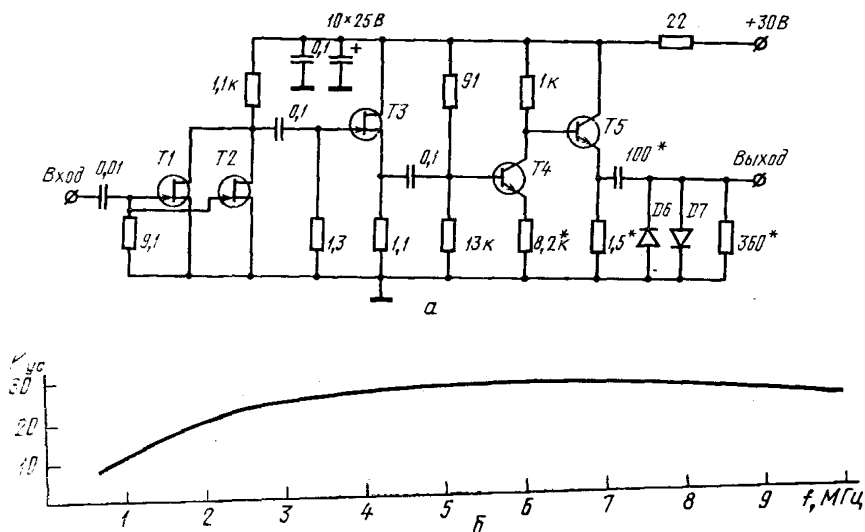 10×25В
22
+30В
0,1
+
1,1к
91
1к
Т3
Т5
0,1
Т1
Т2
0,1
Т4
100*
Выход
Вход
0,01
Д6
Д7
9,1
1,3
1,1
13к
8,2к*
1,5*
360*
а
Кус
30
20
10
1 2 3 4 5 6 7 8 9 f, МГц
б